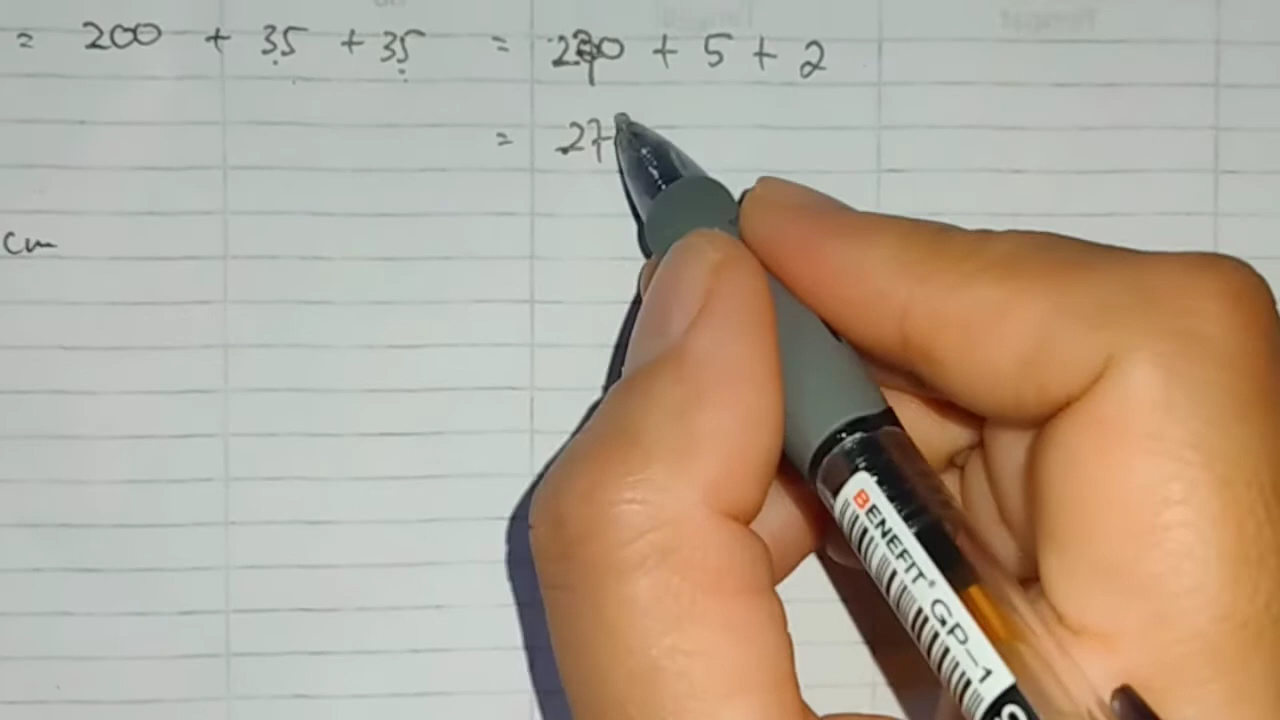 = 200 + 35 + 35 = 270 + 5 + 2
= 27
cm
BENEFIT® GP-1